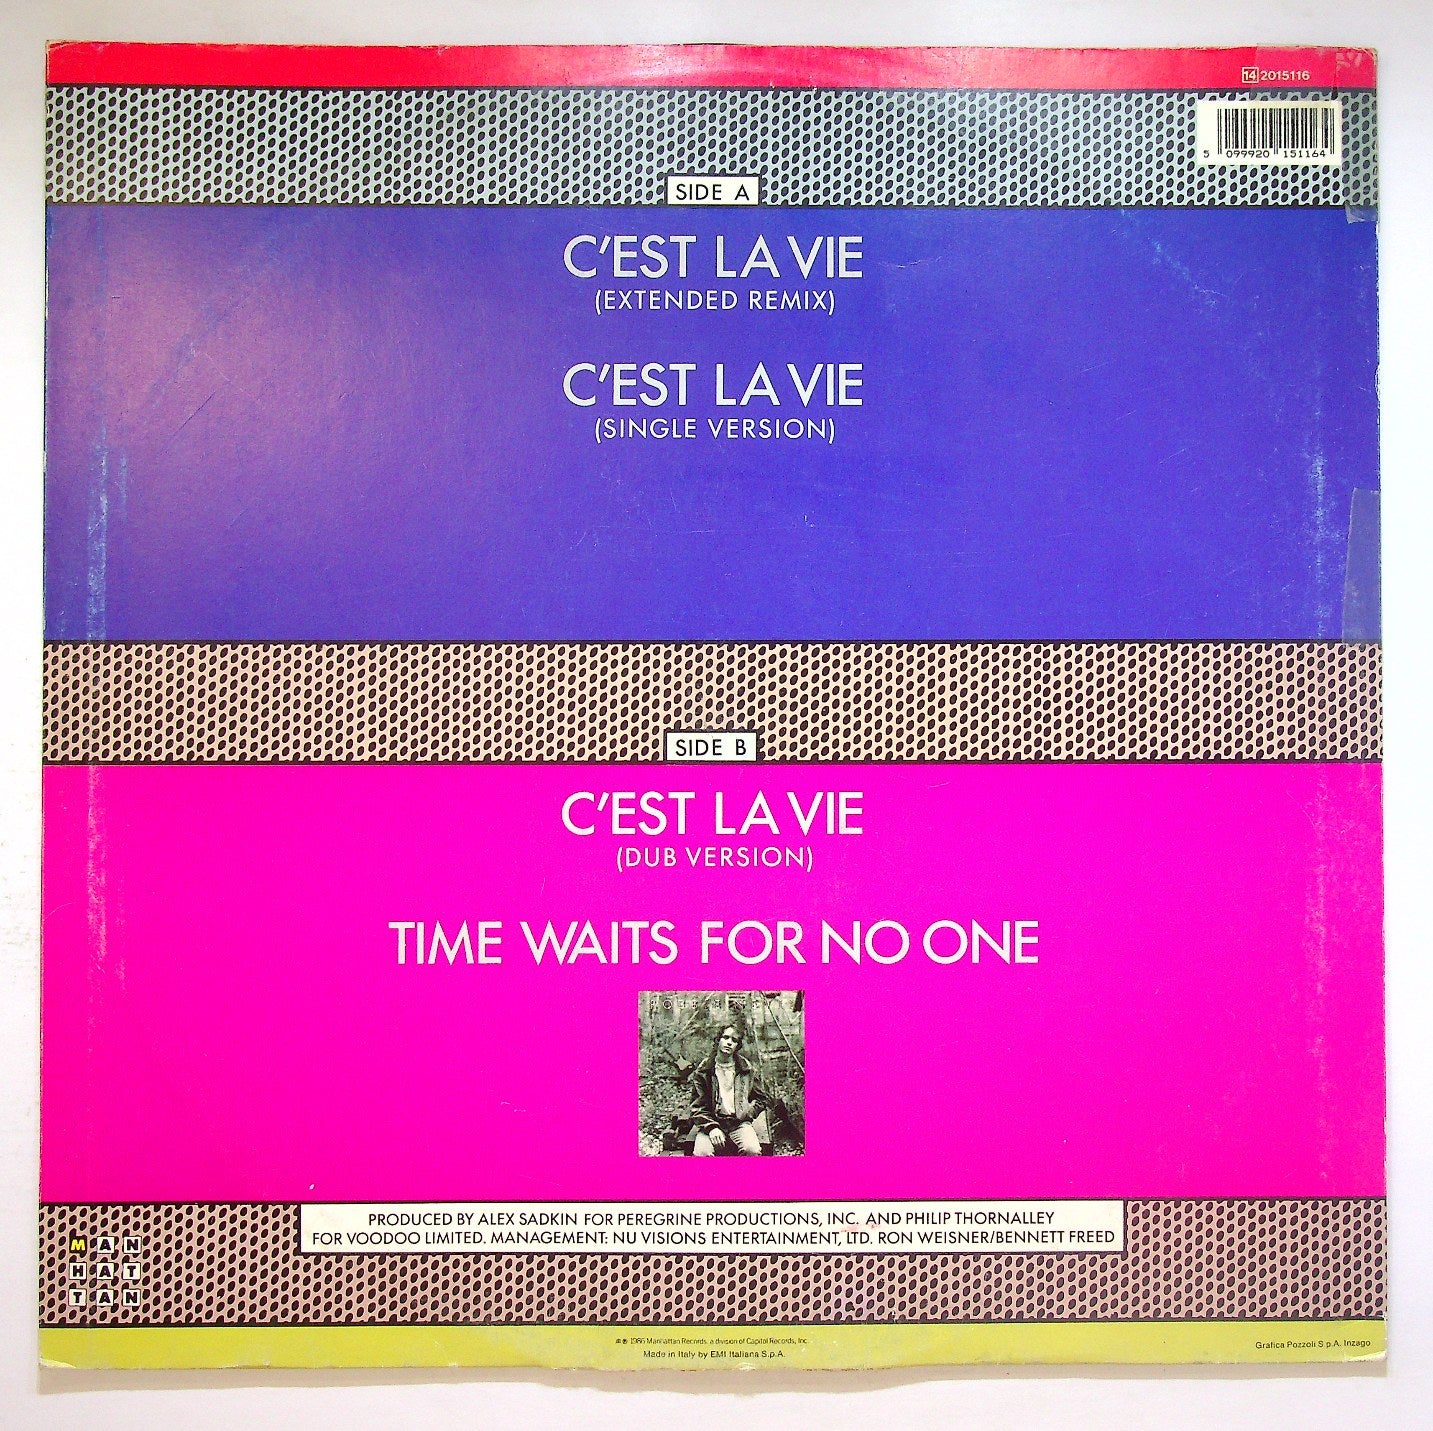 14 2015116
5 099920 151164
SIDE A
C'EST LA VIE
(EXTENDED REMIX)
C'EST LA VIE
(SINGLE VERSION)
SIDE B
C'EST LA VIE
(DUB VERSION)
TIME WAITS FOR NO ONE
PRODUCED BY ALEX SADKIN FOR PEREGRINE PRODUCTIONS, INC. AND PHILIP THORNALLEY
FOR VOODOO LIMITED. MANAGEMENT: NU VISIONS ENTERTAINMENT, LTD. RON WEISNER/BENNETT FREED
MAN
HAT
TAN
1986 Manhattan Records, a division of Capitol Records, Inc.
Made in Italy by EMI Italiana S.p.A.
Grafica Pozzoli S.p.A. Inzago